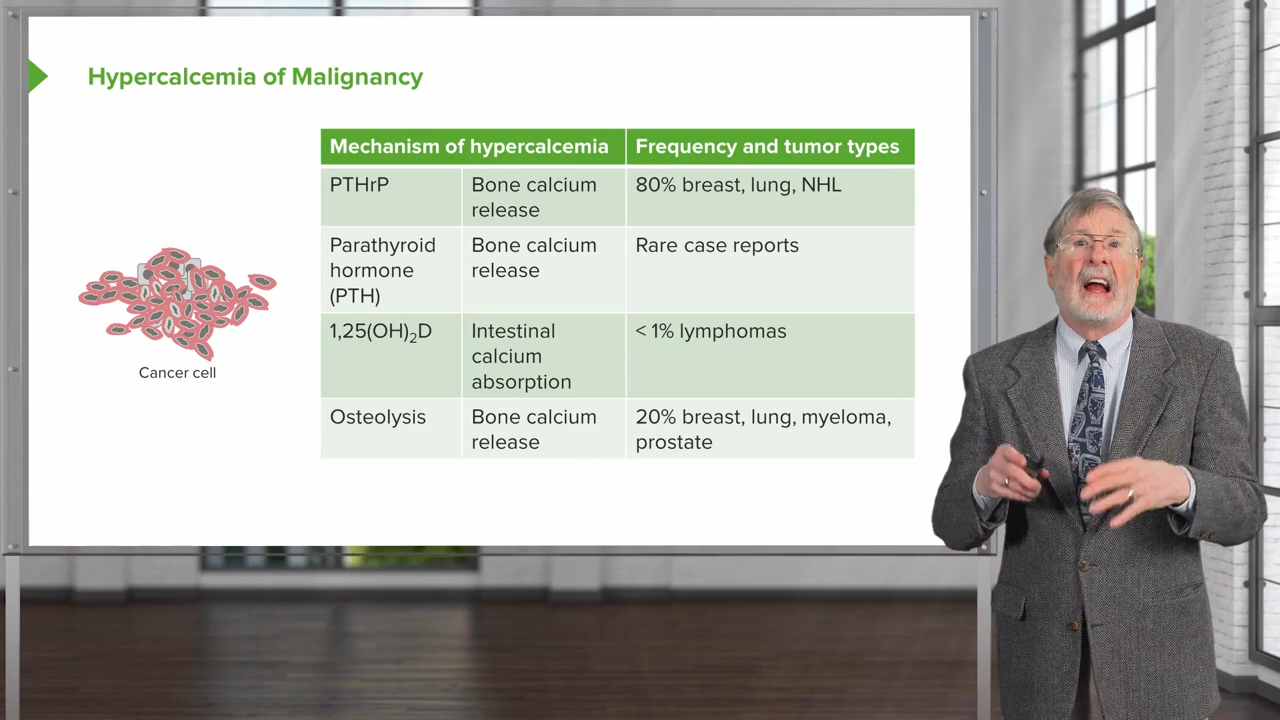 Hypercalcemia of Malignancy
Mechanism of hypercalcemia
Frequency and tumor types
PTHrP
Bone calcium
release
80% breast, lung, NHL
Parathyroid
hormone
(PTH)
Bone calcium
release
Rare case reports
1,25(OH)₂D
Intestinal
calcium
absorption
< 1% lymphomas
Osteolysis
Bone calcium
release
20% breast, lung, myeloma,
prostate
Cancer cell